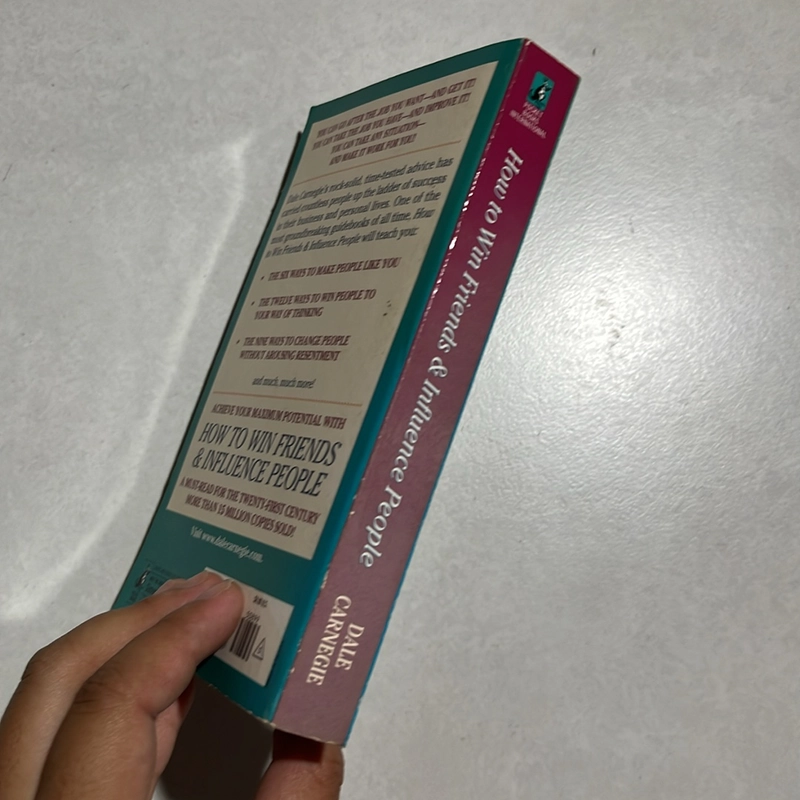 YOU CAN GO AFTER THE JOB YOU WANT—AND GET IT!
YOU CAN TAKE THE JOB YOU HAVE—AND IMPROVE IT!
YOU CAN TAKE ANY SITUATION—
AND MAKE IT WORK FOR YOU!
Dale Carnegie's rock-solid, time-tested advice has
carried countless people up the ladder of success
in their business and personal lives. One of the
most groundbreaking guidebooks of all time, How
to Win Friends & Influence People will teach you:
• THE SIX WAYS TO MAKE PEOPLE LIKE YOU
• THE TWELVE WAYS TO WIN PEOPLE TO
YOUR WAY OF THINKING
• THE NINE WAYS TO CHANGE PEOPLE
WITHOUT AROUSING RESENTMENT
and much, much more!
ACHIEVE YOUR MAXIMUM POTENTIAL WITH
HOW TO WIN FRIENDS
& INFLUENCE PEOPLE
A MUST-READ FOR THE TWENTY-FIRST CENTURY
MORE THAN 15 MILLION COPIES SOLD!
Visit www.dalecarnegie.com
POCKET
BOOKS
INTERNATIONAL
How to Win Friends & Influence People
DALE
CARNEGIE